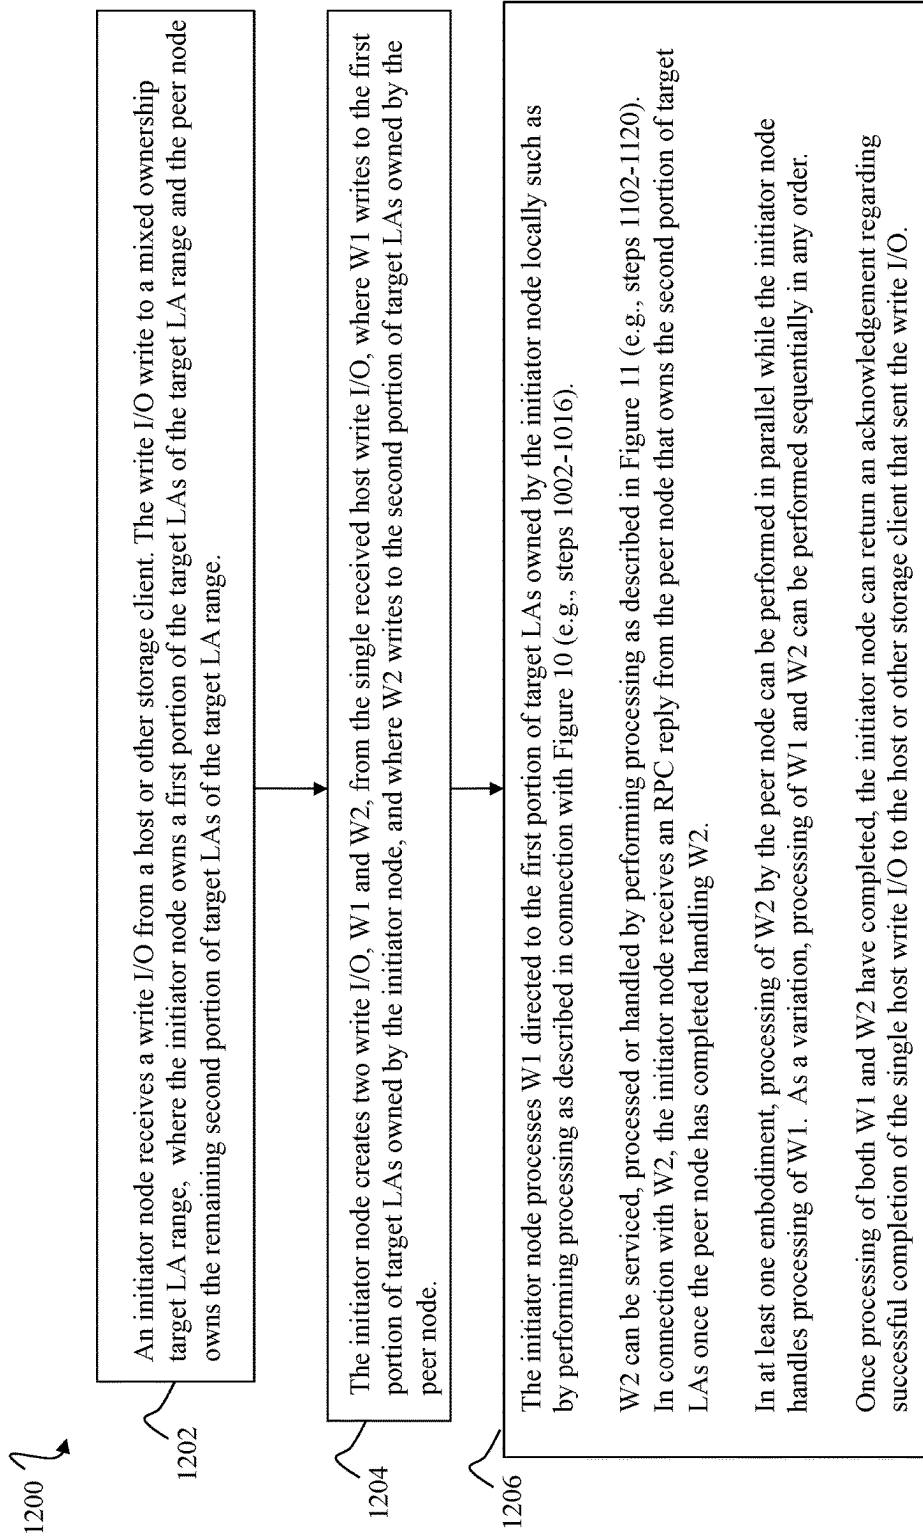 1200
1202
An initiator node receives a write I/O from a host or other storage client. The write I/O write to a mixed ownership
target LA range, where the initiator node owns a first portion of the target LAs of the target LA range and the peer node
owns the remaining second portion of target LAs of the target LA range.
1204
The initiator node creates two write I/O, W1 and W2, from the single received host write I/O, where W1 writes to the first
portion of target LAs owned by the initiator node, and where W2 writes to the second portion of target LAs owned by the
peer node.
1206
The initiator node processes W1 directed to the first portion of target LAs owned by the initiator node locally such as
by performing processing as described in connection with Figure 10 (e.g., steps 1002-1016).
W2 can be serviced, processed or handled by performing processing as described in Figure 11 (e.g., steps 1102-1120).
In connection with W2, the initiator node receives an RPC reply from the peer node that owns the second portion of target
LAs once the peer node has completed handling W2.
In at least one embodiment, processing of W2 by the peer node can be performed in parallel while the initiator node
handles processing of W1. As a variation, processing of W1 and W2 can be performed sequentially in any order.
Once processing of both W1 and W2 have completed, the initiator node can return an acknowledgement regarding
successful completion of the single host write I/O to the host or other storage client that sent the write I/O.